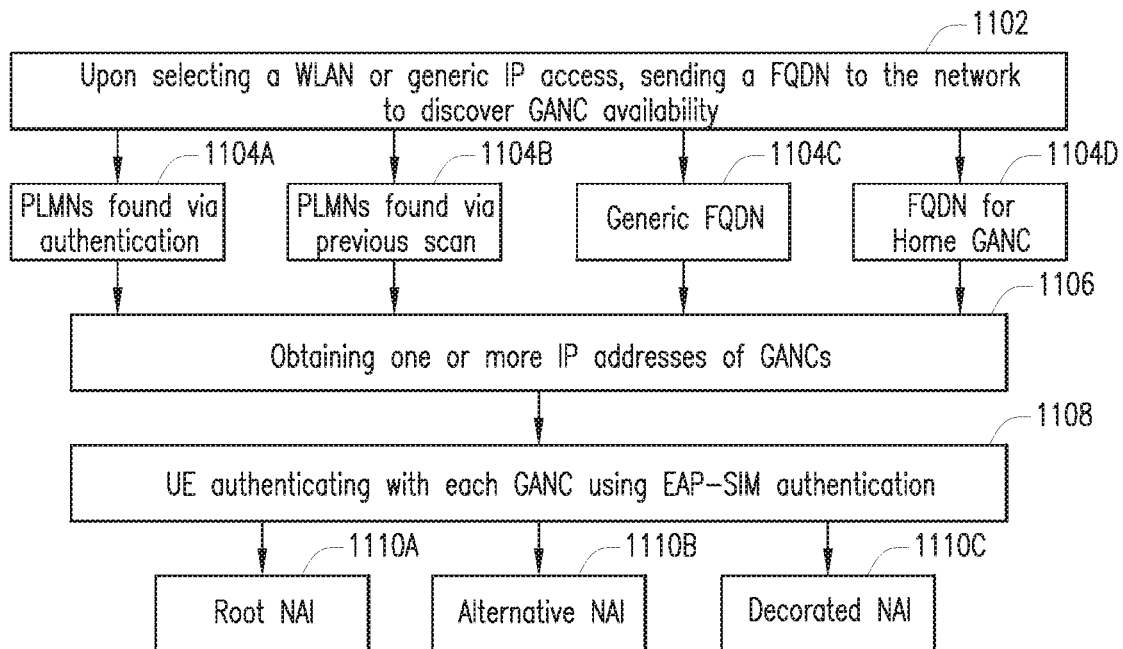 1102
Upon selecting a WLAN or generic IP access, sending a FQDN to the network
to discover GANC availability
1104A
1104B
1104C
1104D
PLMNs found via
authentication
PLMNs found via
previous scan
Generic FQDN
FQDN for
Home GANC
1106
Obtaining one or more IP addresses of GANCs
1108
UE authenticating with each GANC using EAP-SIM authentication
1110A
1110B
1110C
Root NAI
Alternative NAI
Decorated NAI